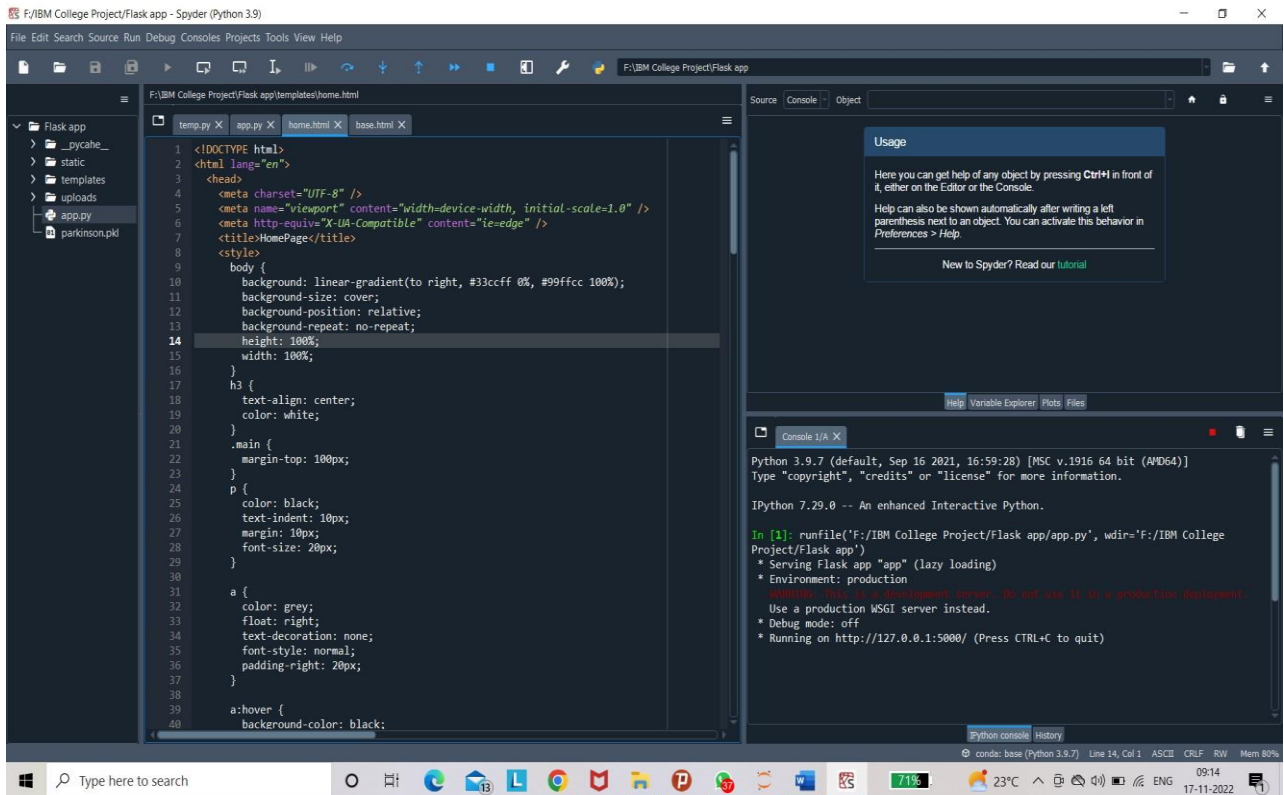 F:/IBM College Project/Flask app - Spyder (Python 3.9)
File Edit Search Source Run Debug Consoles Projects Tools View Help
F:\IBM College Project\Flask app
Flask app
__pycahe_
static
templates
uploads
app.py
parkinson.pkl
F:\IBM College Project\Flask app\templates\home.html
temp.py X app.py X home.html X base.html X
1 <!DOCTYPE html>
2 <html lang="en">
3 <head>
4 <meta charset="UTF-8" />
5 <meta name="viewport" content="width=device-width, initial-scale=1.0" />
6 <meta http-equiv="X-UA-Compatible" content="ie=edge" />
7 <title>HomePage</title>
8 <style>
9 body {
10 background: linear-gradient(to right, #33ccff 0%, #99ffcc 100%);
11 background-size: cover;
12 background-position: relative;
13 background-repeat: no-repeat;
14 height: 100%;
15 width: 100%;
16 }
17 h3 {
18 text-align: center;
19 color: white;
20 }
21 .main {
22 margin-top: 100px;
23 }
24 p {
25 color: black;
26 text-indent: 10px;
27 margin: 10px;
28 font-size: 20px;
29 }
30
31 a {
32 color: grey;
33 float: right;
34 text-decoration: none;
35 font-style: normal;
36 padding-right: 20px;
37 }
38
39 a:hover {
40 background-color: black;
Source Console Object
Usage
Here you can get help of any object by pressing Ctrl+I in front of
it, either on the Editor or the Console.
Help can also be shown automatically after writing a left
parenthesis next to an object. You can activate this behavior in
Preferences > Help.
New to Spyder? Read our tutorial
Help Variable Explorer Plots Files
Console 1/A X
Python 3.9.7 (default, Sep 16 2021, 16:59:28) [MSC v.1916 64 bit (AMD64)]
Type "copyright", "credits" or "license" for more information.
IPython 7.29.0 -- An enhanced Interactive Python.
In [1]: runfile('F:/IBM College Project/Flask app/app.py', wdir='F:/IBM College
Project/Flask app')
* Serving Flask app "app" (lazy loading)
* Environment: production
WARNING: This is a development server. Do not use it in a production deployment.
Use a production WSGI server instead.
* Debug mode: off
* Running on http://127.0.0.1:5000/ (Press CTRL+C to quit)
IPython console History
conda: base (Python 3.9.7) Line 14, Col 1 ASCII CRLF RW Mem 80%
Type here to search
13
37
71%
23°C
ENG
09:14
17-11-2022
1